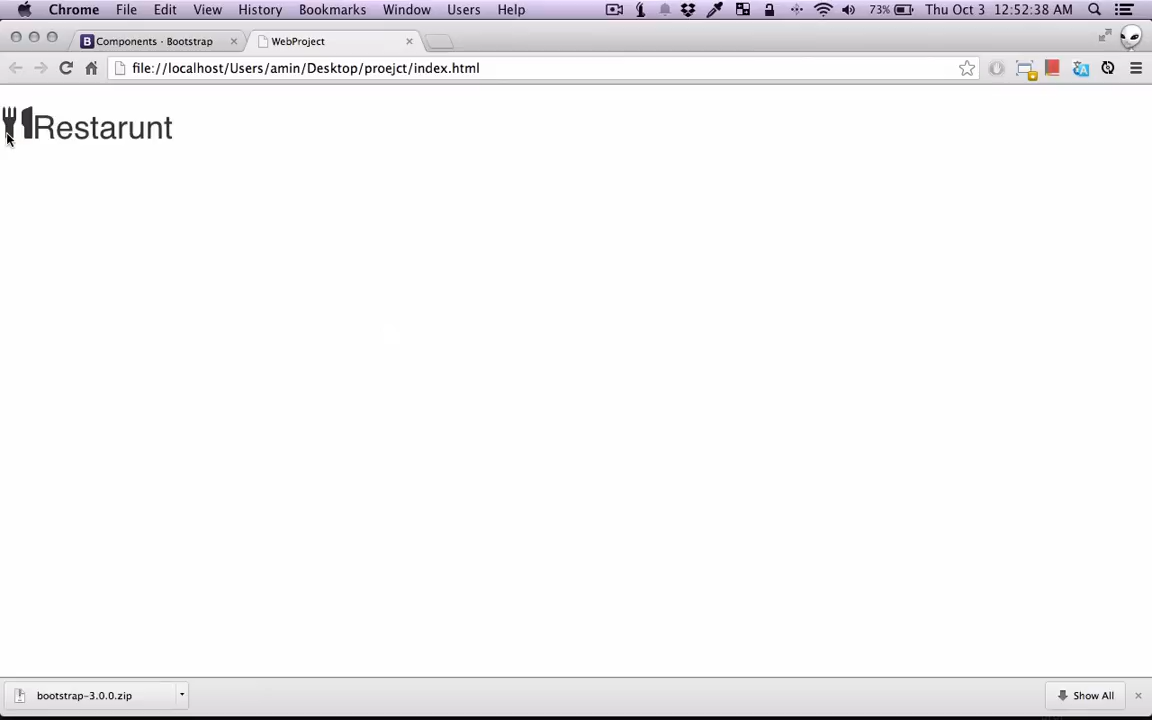 Chrome File Edit View History Bookmarks Window Users Help 73% Thu Oct 3 12:52:38 AM
B Components · Bootstrap WebProject
file://localhost/Users/amin/Desktop/proejct/index.html
Restarunt
bootstrap-3.0.0.zip Show All